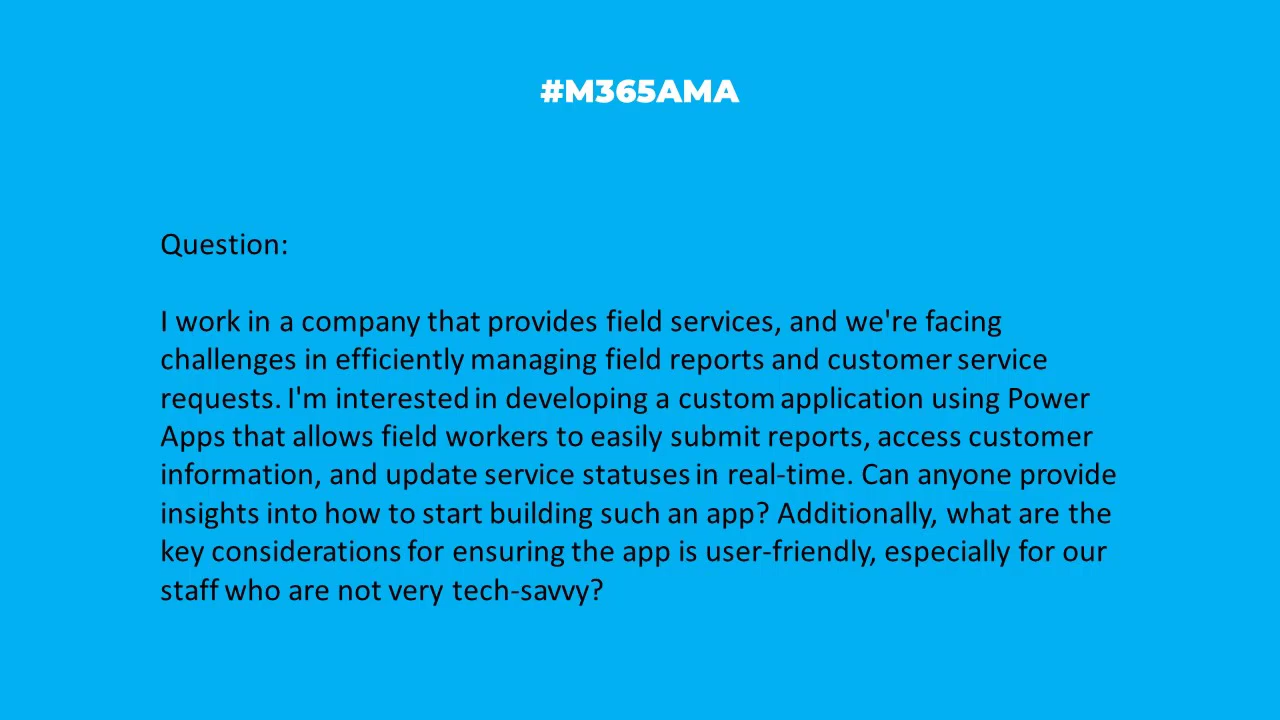 #M365AMA
Question:
I work in a company that provides field services, and we're facing
challenges in efficiently managing field reports and customer service
requests. I'm interested in developing a custom application using Power
Apps that allows field workers to easily submit reports, access customer
information, and update service statuses in real-time. Can anyone provide
insights into how to start building such an app? Additionally, what are the
key considerations for ensuring the app is user-friendly, especially for our
staff who are not very tech-savvy?